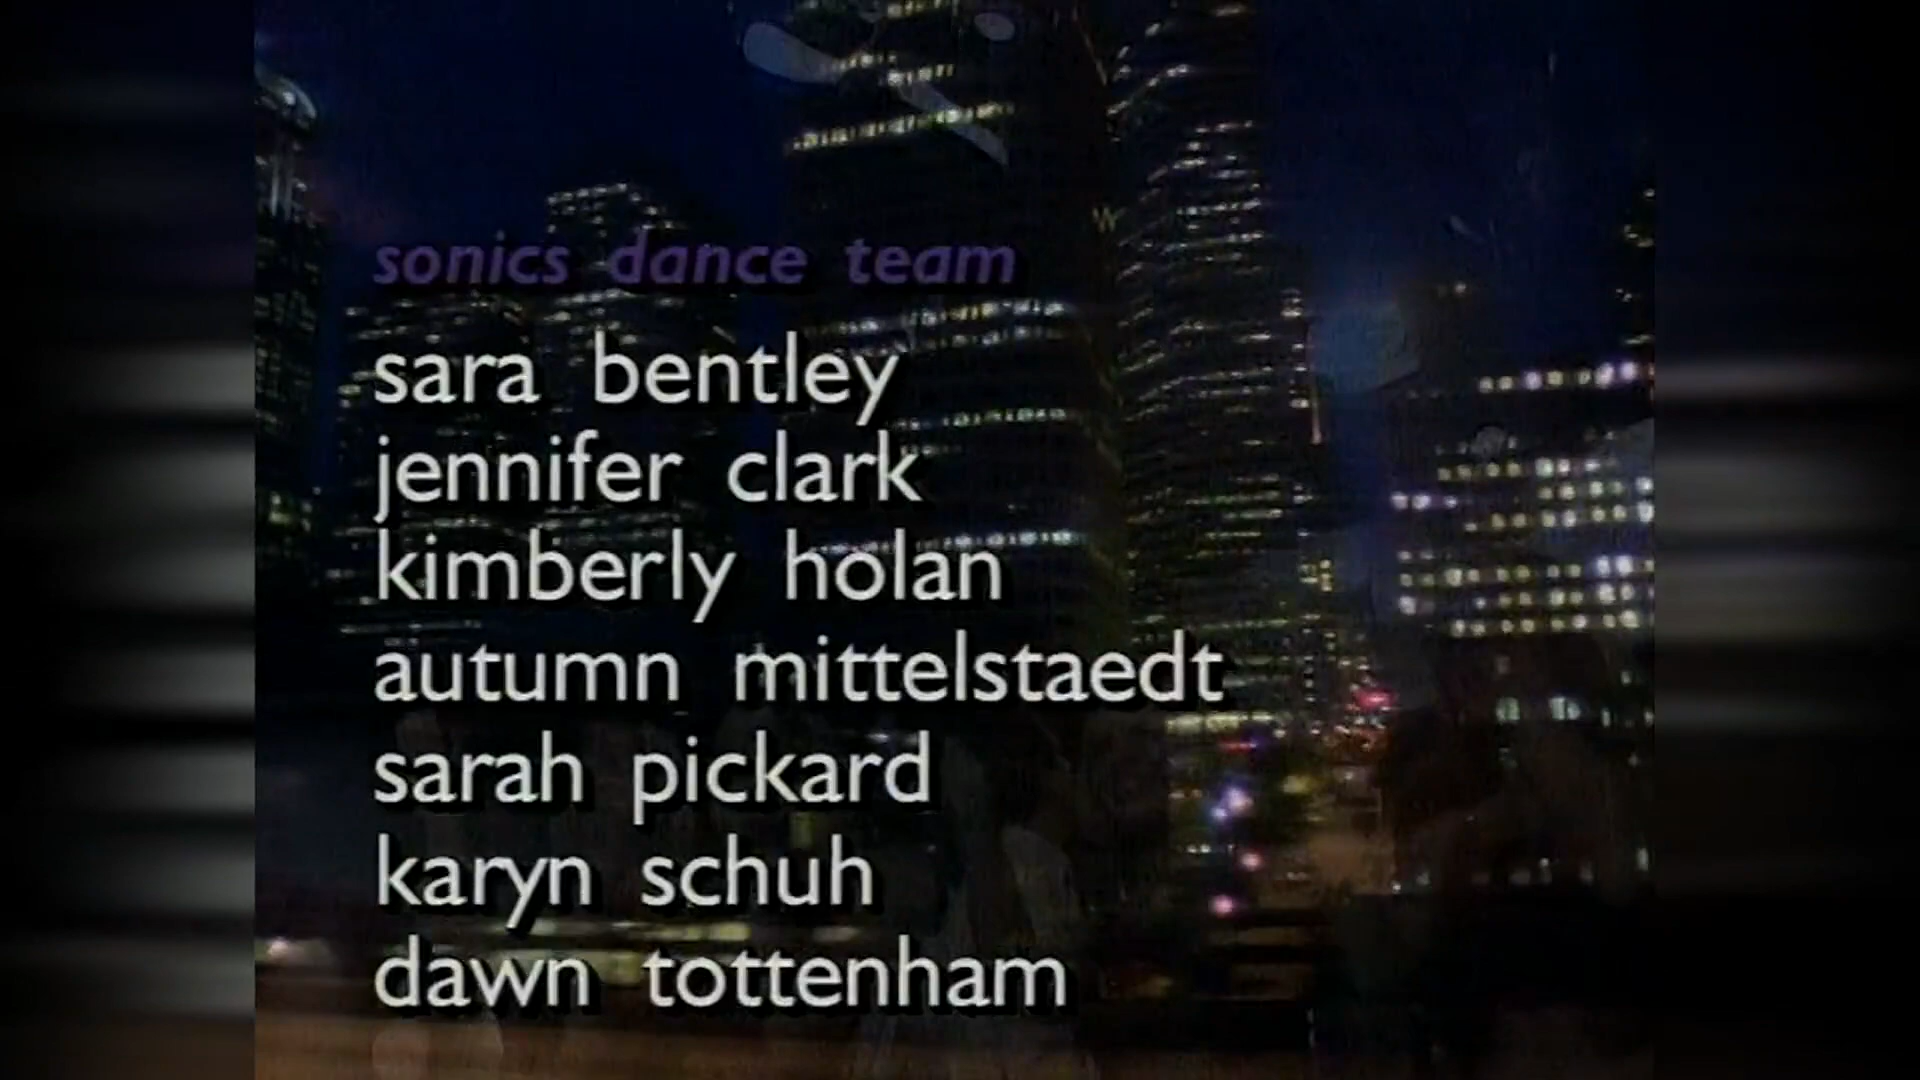 sonics dance team
sara bentley
jennifer clark
kimberly holan
autumn mittelstaedt
sarah pickard
karyn schuh
dawn tottenham